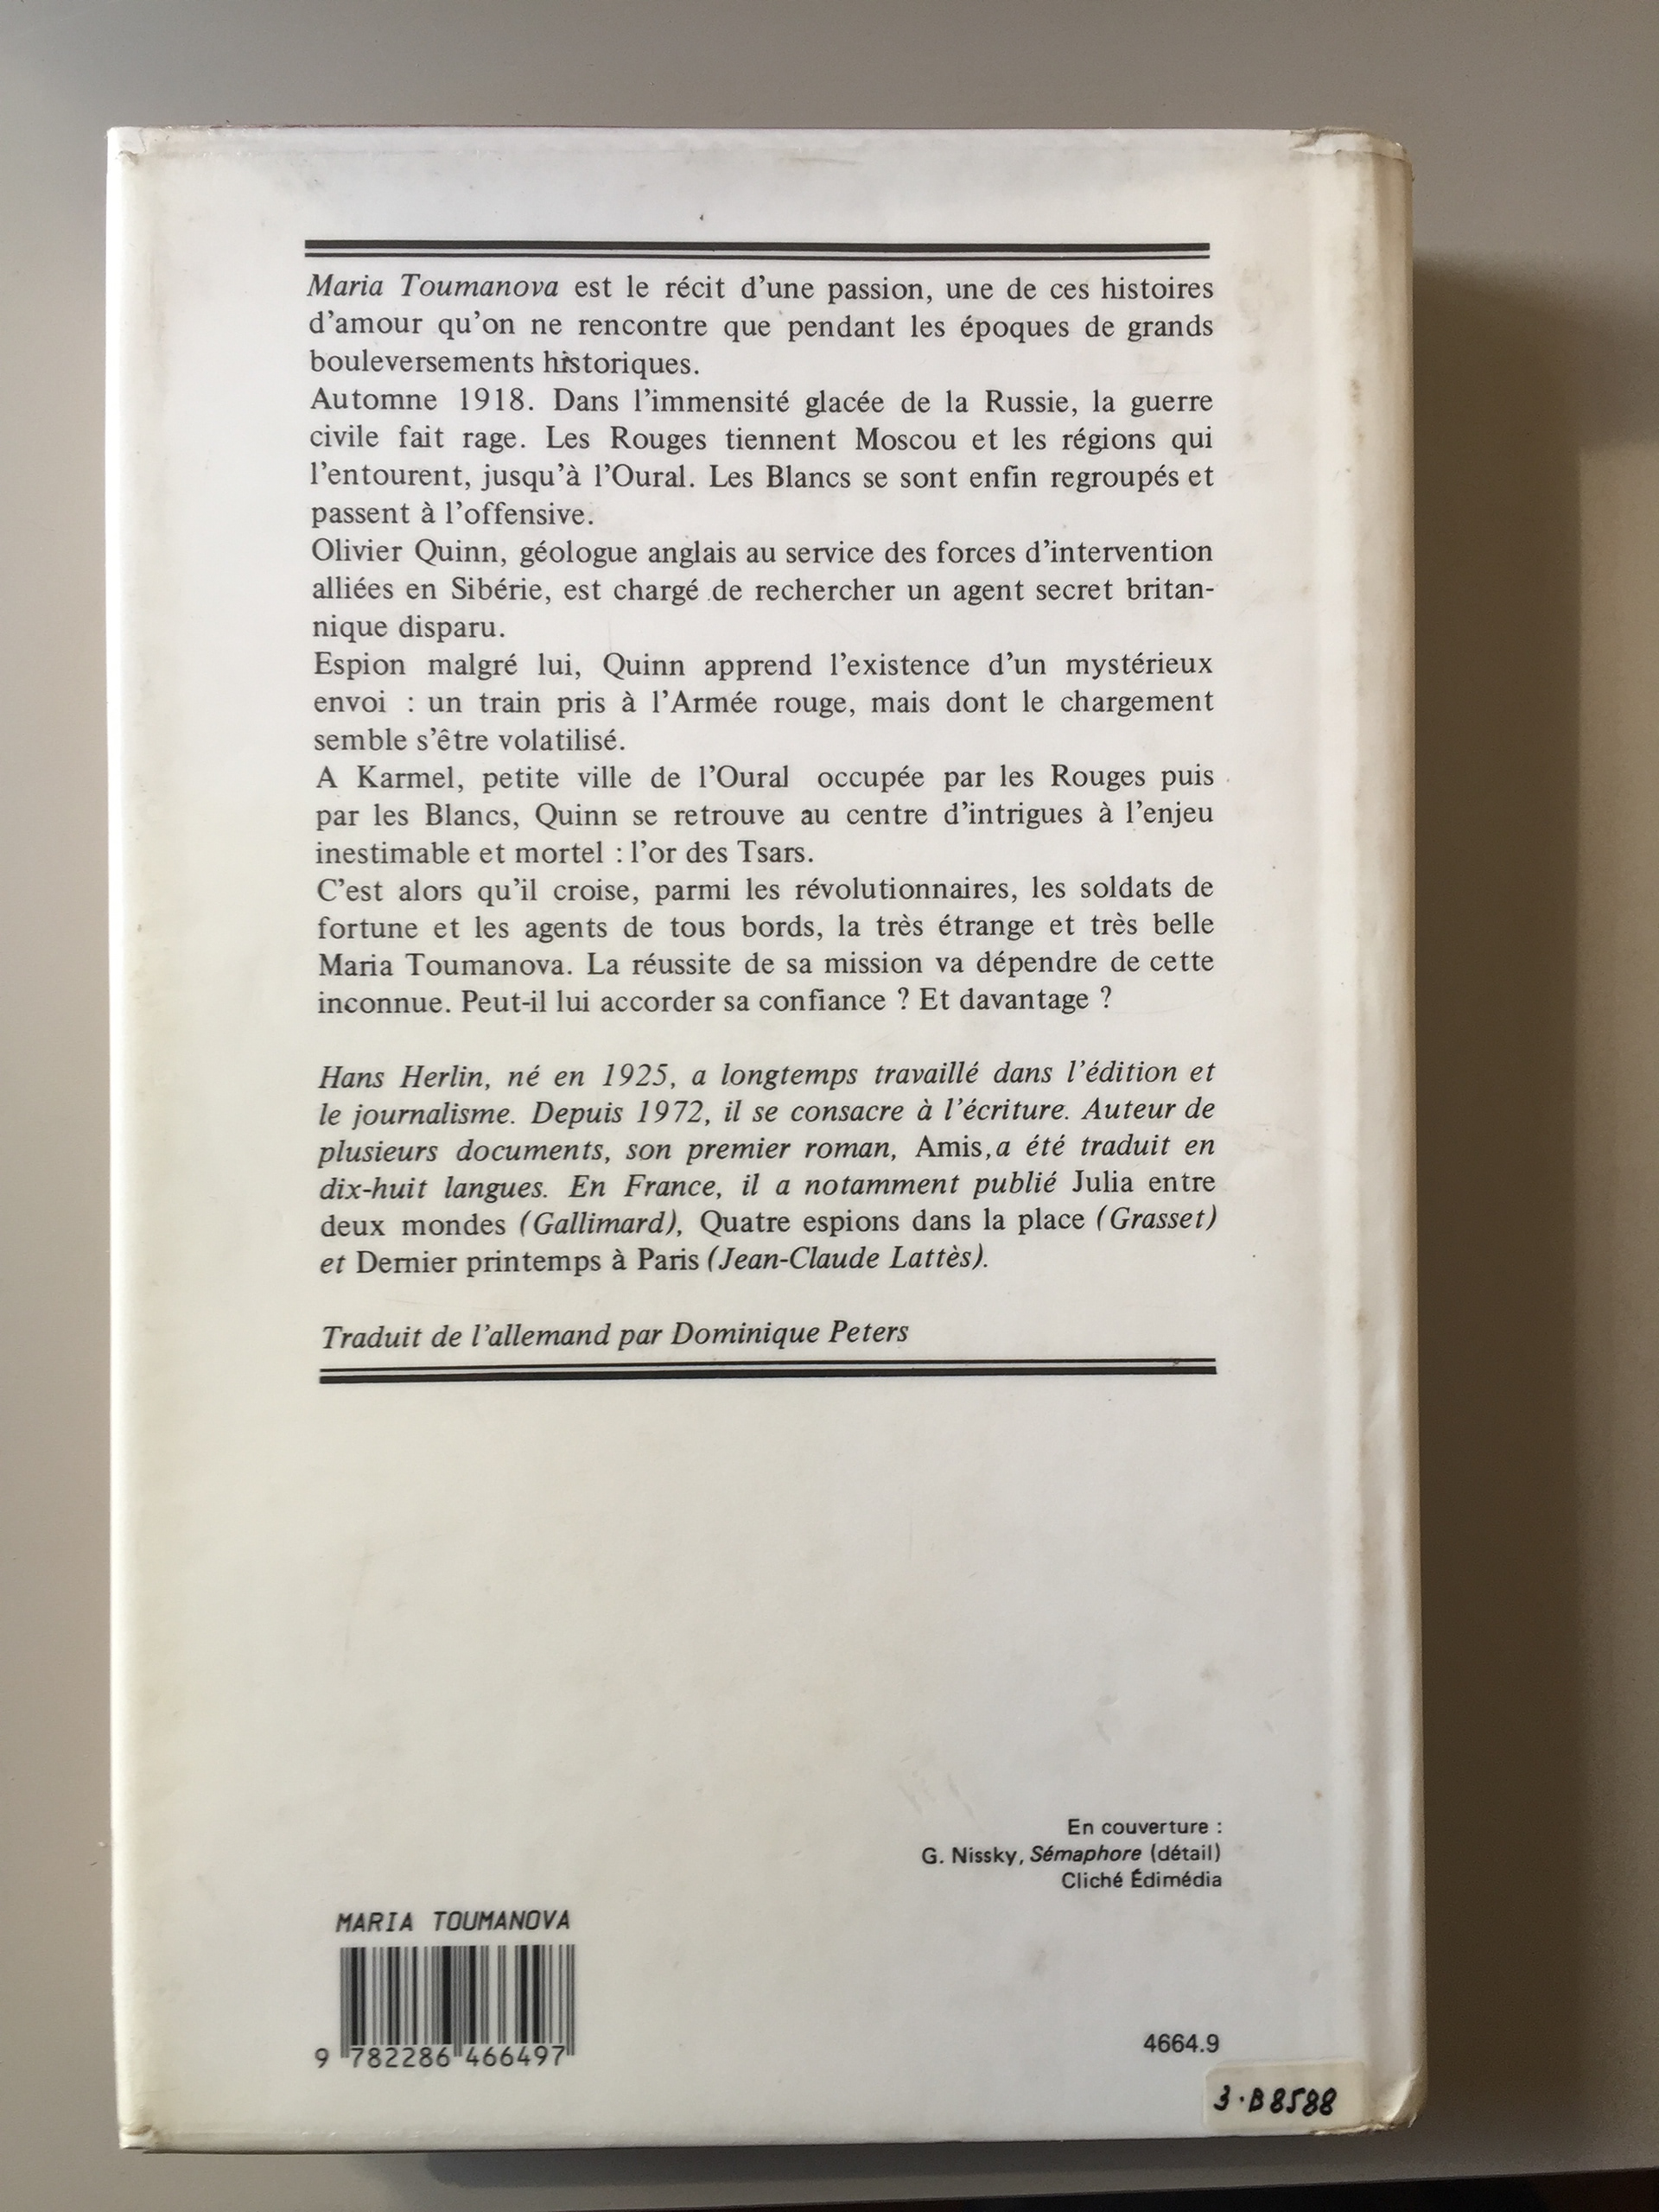 Maria Toumanova est le récit d'une passion, une de ces histoires
d'amour qu'on ne rencontre que pendant les époques de grands
bouleversements historiques.
Automne 1918. Dans l'immensité glacée de la Russie, la guerre
civile fait rage. Les Rouges tiennent Moscou et les régions qui
l'entourent, jusqu'à l'Oural. Les Blancs se sont enfin regroupés et
passent à l'offensive.
Olivier Quinn, géologue anglais au service des forces d'intervention
alliées en Sibérie, est chargé de rechercher un agent secret britan-
nique disparu.
Espion malgré lui, Quinn apprend l'existence d'un mystérieux
envoi : un train pris à l'Armée rouge, mais dont le chargement
semble s'être volatilisé.
A Karmel, petite ville de l'Oural occupée par les Rouges puis
par les Blancs, Quinn se retrouve au centre d'intrigues à l'enjeu
inestimable et mortel : l'or des Tsars.
C'est alors qu'il croise, parmi les révolutionnaires, les soldats de
fortune et les agents de tous bords, la très étrange et très belle
Maria Toumanova. La réussite de sa mission va dépendre de cette
inconnue. Peut-il lui accorder sa confiance ? Et davantage ?
Hans Herlin, né en 1925, a longtemps travaillé dans l'édition et
le journalisme. Depuis 1972, il se consacre à l'écriture. Auteur de
plusieurs documents, son premier roman, Amis, a été traduit en
dix-huit langues. En France, il a notamment publié Julia entre
deux mondes (Gallimard), Quatre espions dans la place (Grasset)
et Dernier printemps à Paris (Jean-Claude Lattès).
Traduit de l'allemand par Dominique Peters
En couverture :
G. Nissky, Sémaphore (détail)
Cliché Édimédia
MARIA TOUMANOVA
9 782286 466497
4664.9
3·B8588